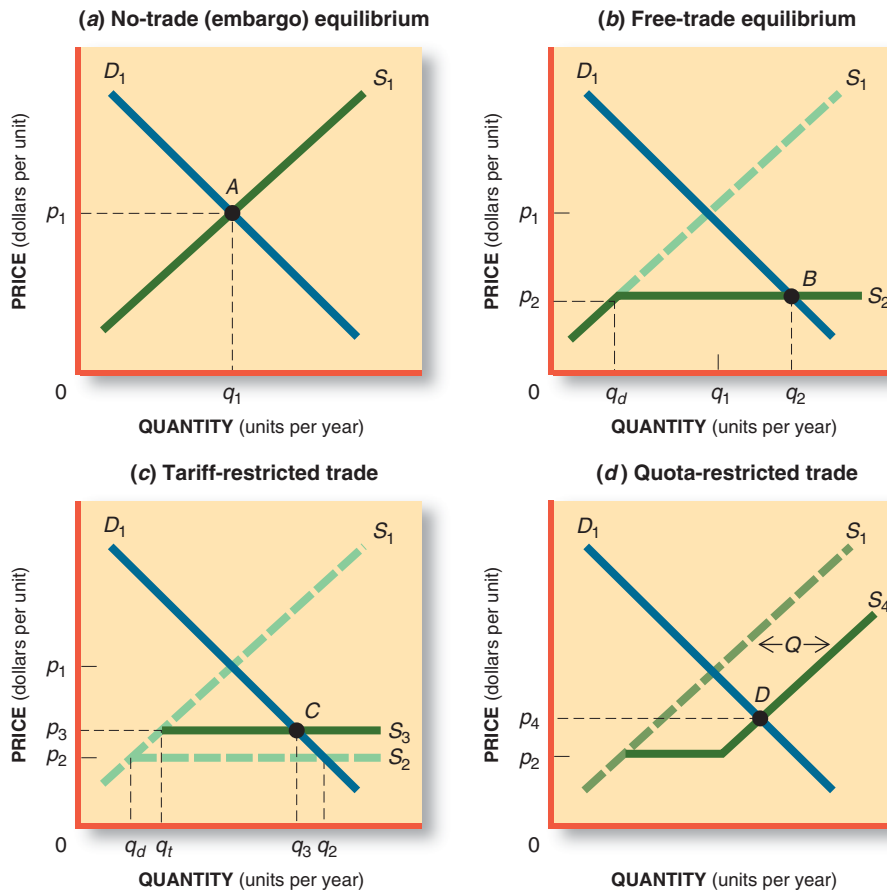 (a) No-trade (embargo) equilibrium
D1
S1
A
p1
PRICE (dollars per unit)
0
q1
QUANTITY (units per year)
(b) Free-trade equilibrium
D1
S1
p1
B
p2
S2
PRICE (dollars per unit)
0
qd
q1
q2
QUANTITY (units per year)
(c) Tariff-restricted trade
D1
S1
p1
C
p3
S3
p2
S2
PRICE (dollars per unit)
0
qd
qt
q3
q2
QUANTITY (units per year)
(d) Quota-restricted trade
D1
S1
S4
Q
D
p4
p2
PRICE (dollars per unit)
0
QUANTITY (units per year)